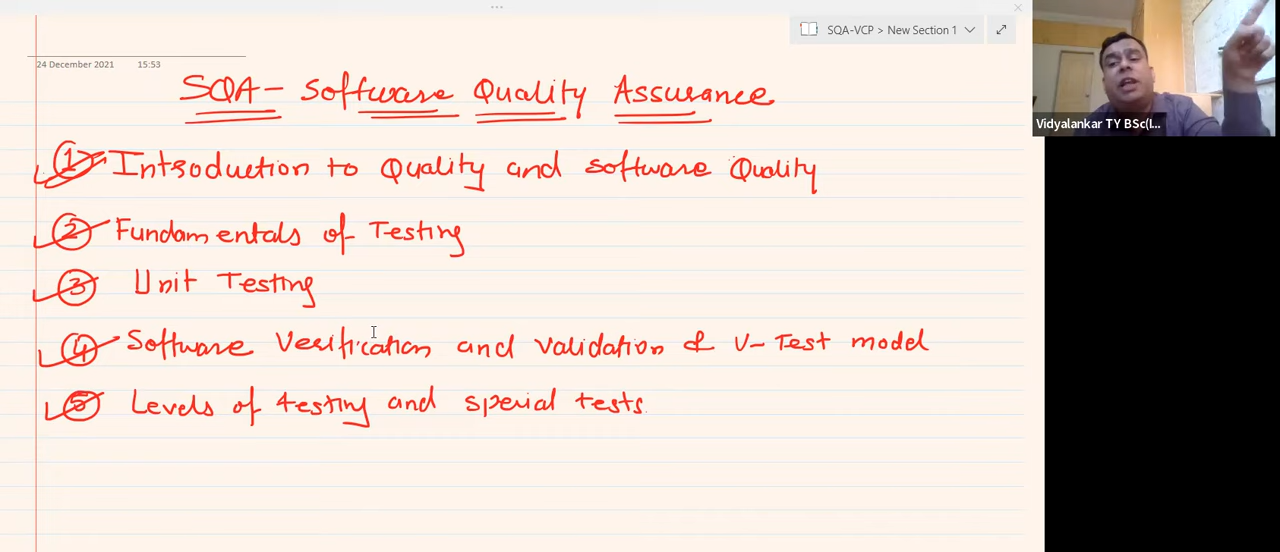 SQA-VCP > New Section 1
24 December 2021 15:53
SQA - Software Quality Assurance
Vidyalankar TY BSc(I...
1 Introduction to Quality and software Quality
2 Fundamentals of Testing
3 Unit Testing
4 Software Verification and validation & V-Test model
5 Levels of testing and special tests.